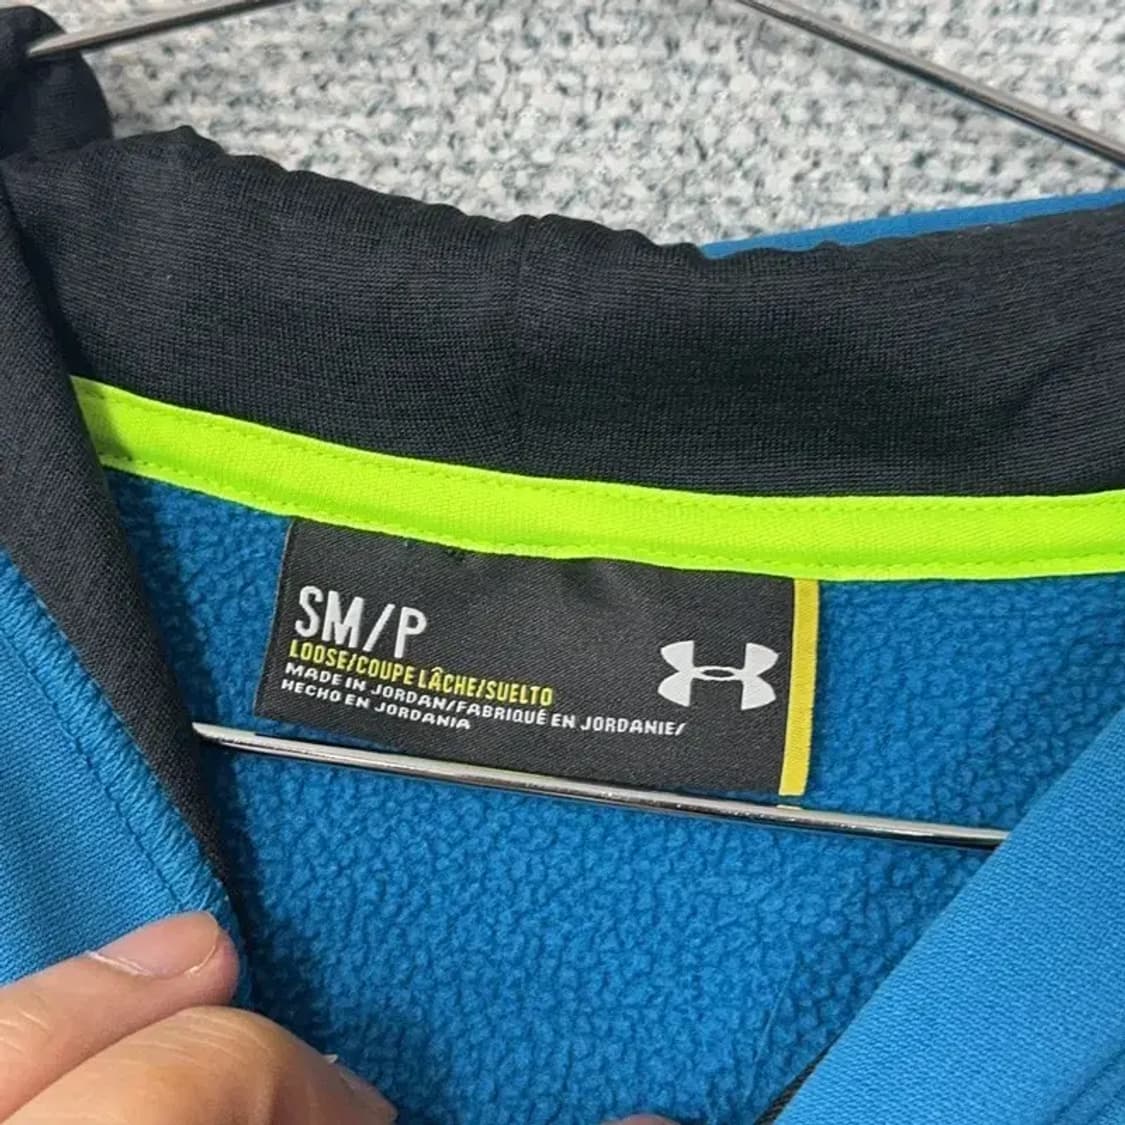 SM/P
LOOSE/COUPE LÂCHE/SUELTO
MADE IN JORDAN/FABRIQUÉ EN JORDANIE/
HECHO EN JORDANIA